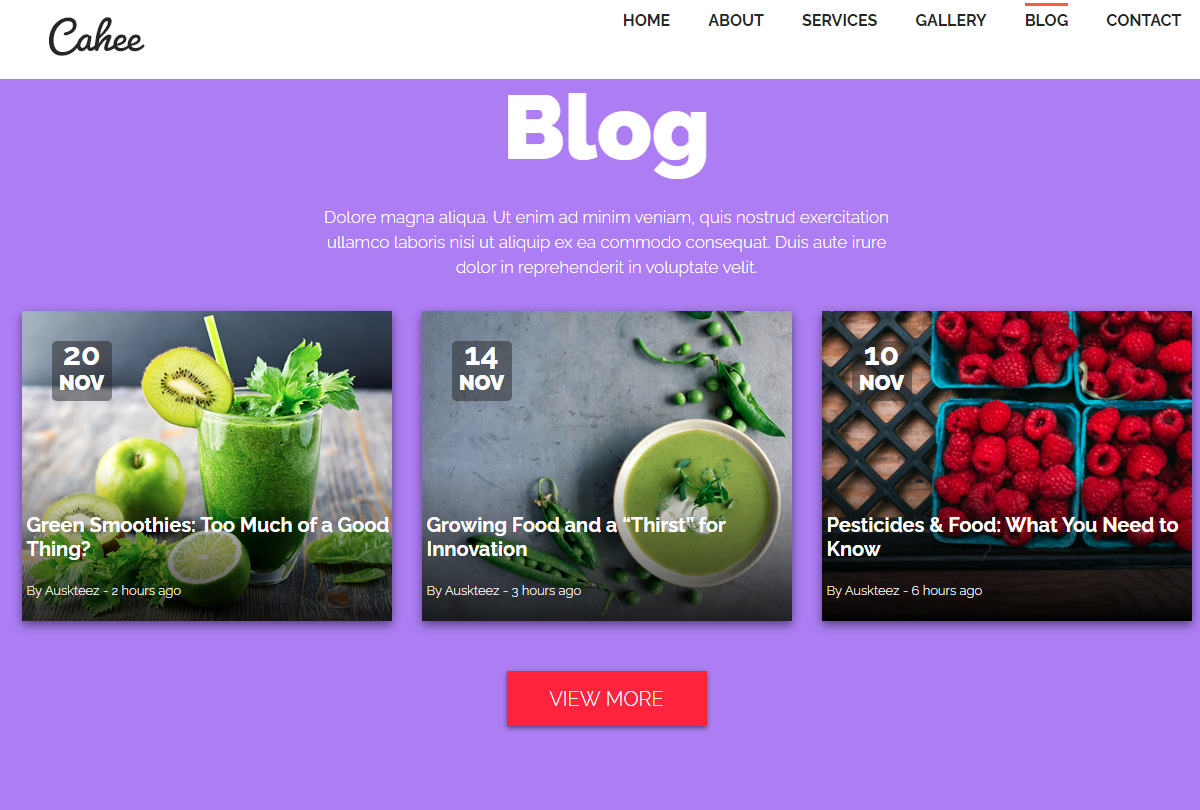 Cahee
HOME ABOUT SERVICES GALLERY BLOG CONTACT
Blog
Dolore magna aliqua. Ut enim ad minim veniam, quis nostrud exercitation
ullamco laboris nisi ut aliquip ex ea commodo consequat. Duis aute irure
dolor in reprehenderit in voluptate velit.
20
NOV
Green Smoothies: Too Much of a Good
Thing?
By Auskteez - 2 hours ago
14
NOV
Growing Food and a “Thirst” for
Innovation
By Auskteez - 3 hours ago
10
NOV
Pesticides & Food: What You Need to
Know
By Auskteez - 6 hours ago
VIEW MORE